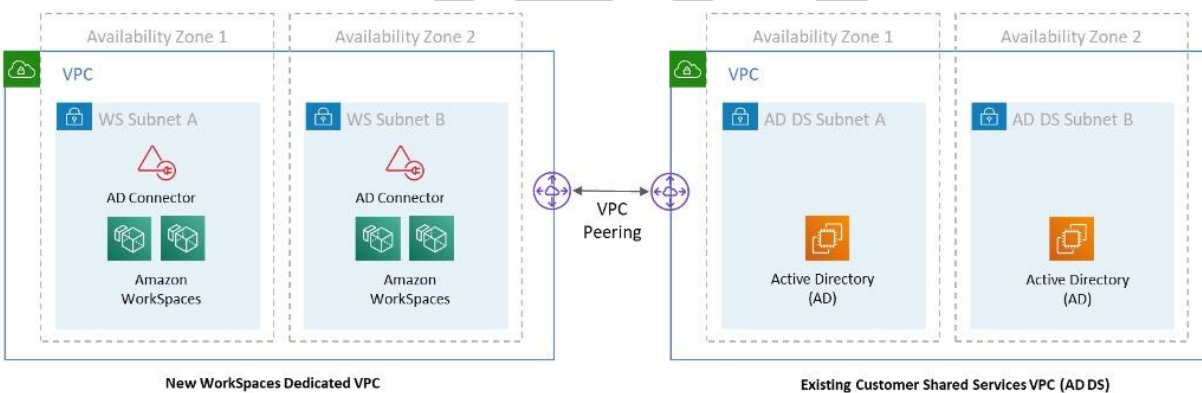 Availability Zone 1
Availability Zone 2
VPC
WS Subnet A
WS Subnet B
AD Connector
AD Connector
Amazon
WorkSpaces
Amazon
WorkSpaces
New WorkSpaces Dedicated VPC
VPC
Peering
Availability Zone 1
Availability Zone 2
VPC
AD DS Subnet A
AD DS Subnet B
Active Directory
(AD)
Active Directory
(AD)
Existing Customer Shared Services VPC (AD DS)